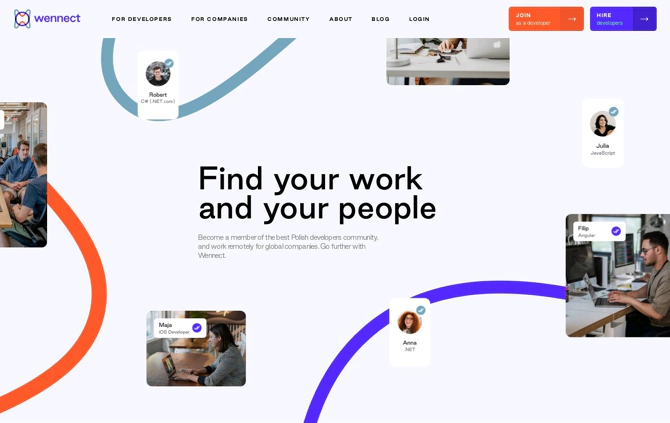 wennect
FOR DEVELOPERS
FOR COMPANIES
COMMUNITY
ABOUT
BLOG
LOGIN
JOIN
as a developer
HIRE
developers
Robert
C# (.NET com)
Julia
JavaScript
Find your work
and your people
Become a member of the best Polish developers community,
and work remotely for global companies. Go further with
Wennect.
Filip
Angular
Maja
iOS Developer
Anna
.NET